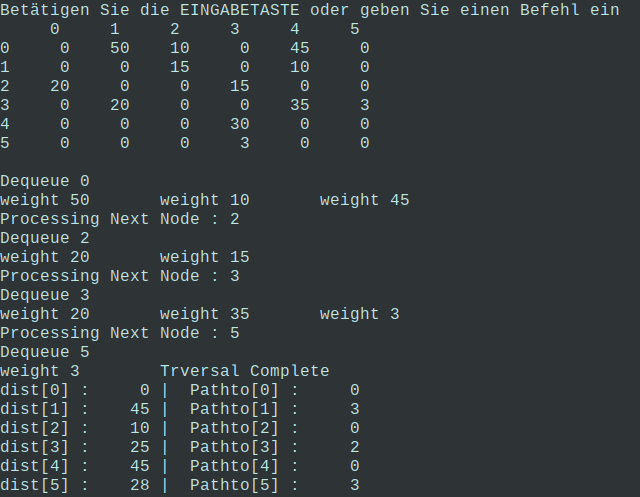 Betätigen Sie die EINGABETASTE oder geben Sie einen Befehl ein
     0     1     2     3     4     5
0     0    50    10     0    45     0
1     0     0    15     0    10     0
2    20     0     0    15     0     0
3     0    20     0     0    35     3
4     0     0     0    30     0     0
5     0     0     0     3     0     0

Dequeue 0
weight 50       weight 10       weight 45
Processing Next Node : 2
Dequeue 2
weight 20       weight 15
Processing Next Node : 3
Dequeue 3
weight 20       weight 35       weight 3
Processing Next Node : 5
Dequeue 5
weight 3        Trversal Complete
dist[0] :     0 |  Pathto[0] :     0
dist[1] :    45 |  Pathto[1] :     3
dist[2] :    10 |  Pathto[2] :     0
dist[3] :    25 |  Pathto[3] :     2
dist[4] :    45 |  Pathto[4] :     0
dist[5] :    28 |  Pathto[5] :     3